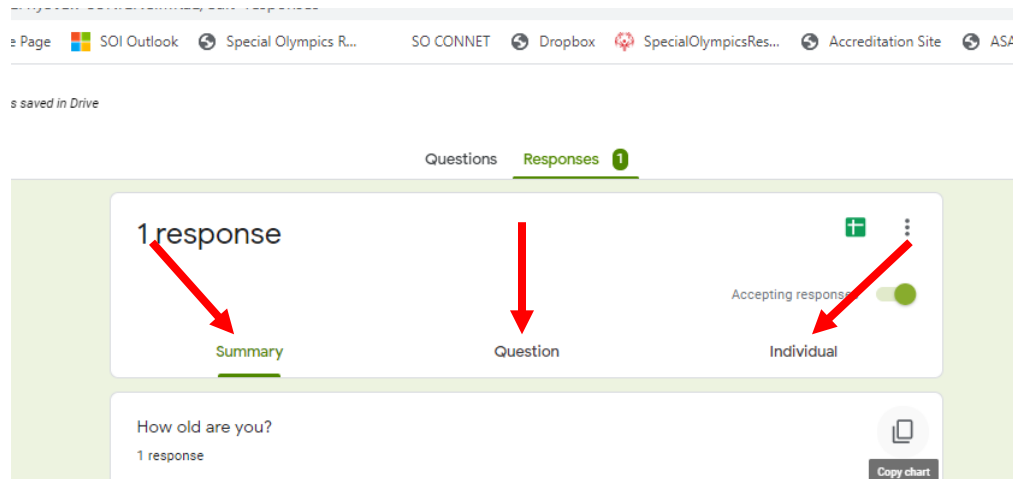 e Page SOI Outlook Special Olympics R... SO CONNET Dropbox SpecialOlympicsRes... Accreditation Site ASA
s saved in Drive
Questions Responses 1
1 response
Accepting responses
Summary Question Individual
How old are you?
1 response
Copy chart